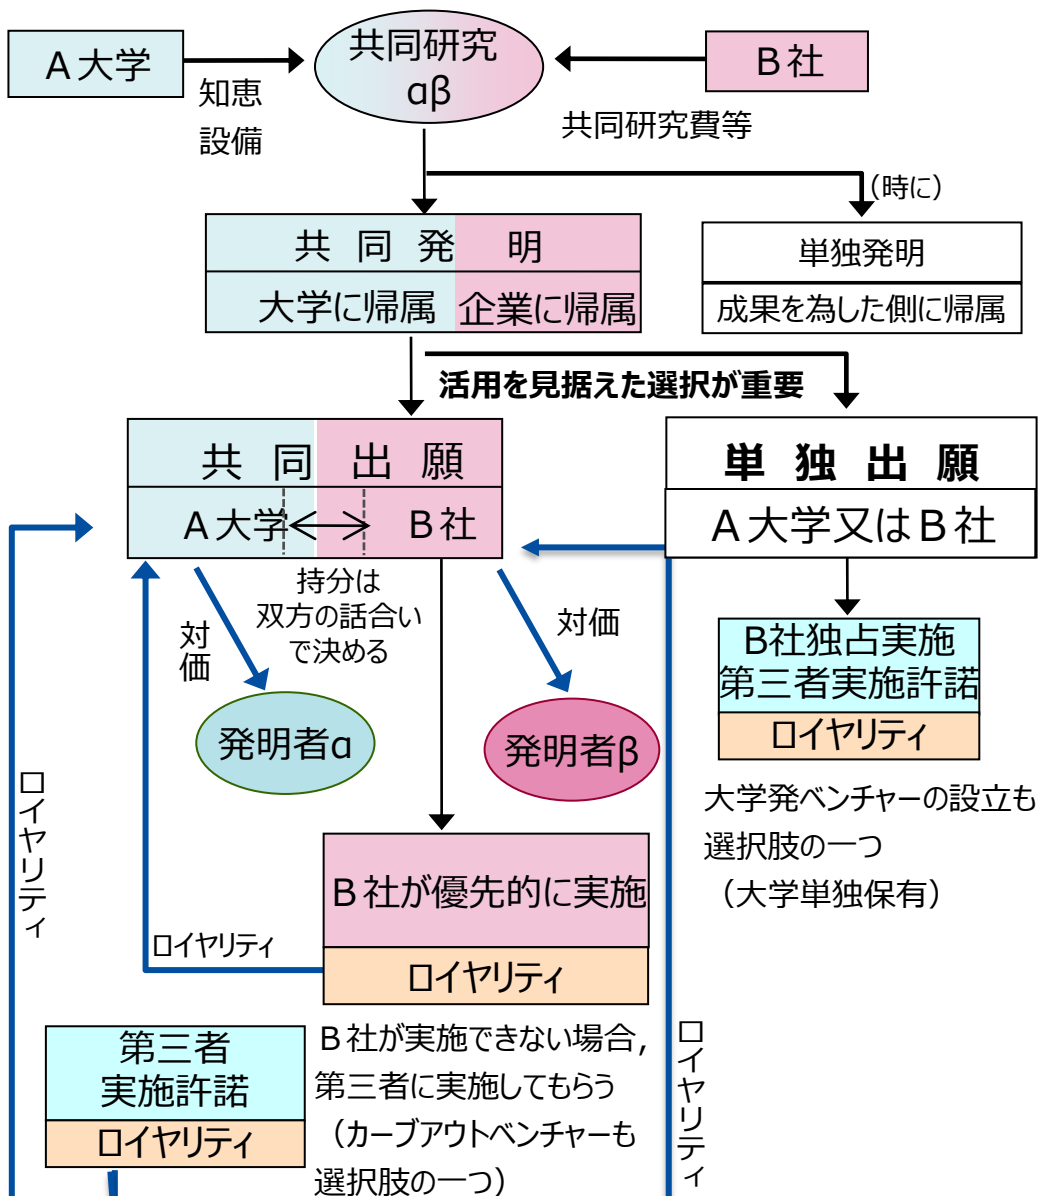 A大学
共同研究
αβ
B社
知恵
設備
共同研究費等
（時に）
共同発明
大学に帰属
企業に帰属
単独発明
成果を為した側に帰属
活用を見据えた選択が重要
共同出願
A大学
B社
単独出願
A大学又はB社
持分は
双方の話合い
で決める
対価
対価
発明者α
発明者β
B社独占実施
第三者実施許諾
ロイヤリティ
大学発ベンチャーの設立も
選択肢の一つ
（大学単独保有）
ロイヤリティ
B社が優先的に実施
ロイヤリティ
ロイヤリティ
第三者
実施許諾
ロイヤリティ
B社が実施できない場合，
第三者に実施してもらう
（カーブアウトベンチャーも
選択肢の一つ）
ロイヤリティ